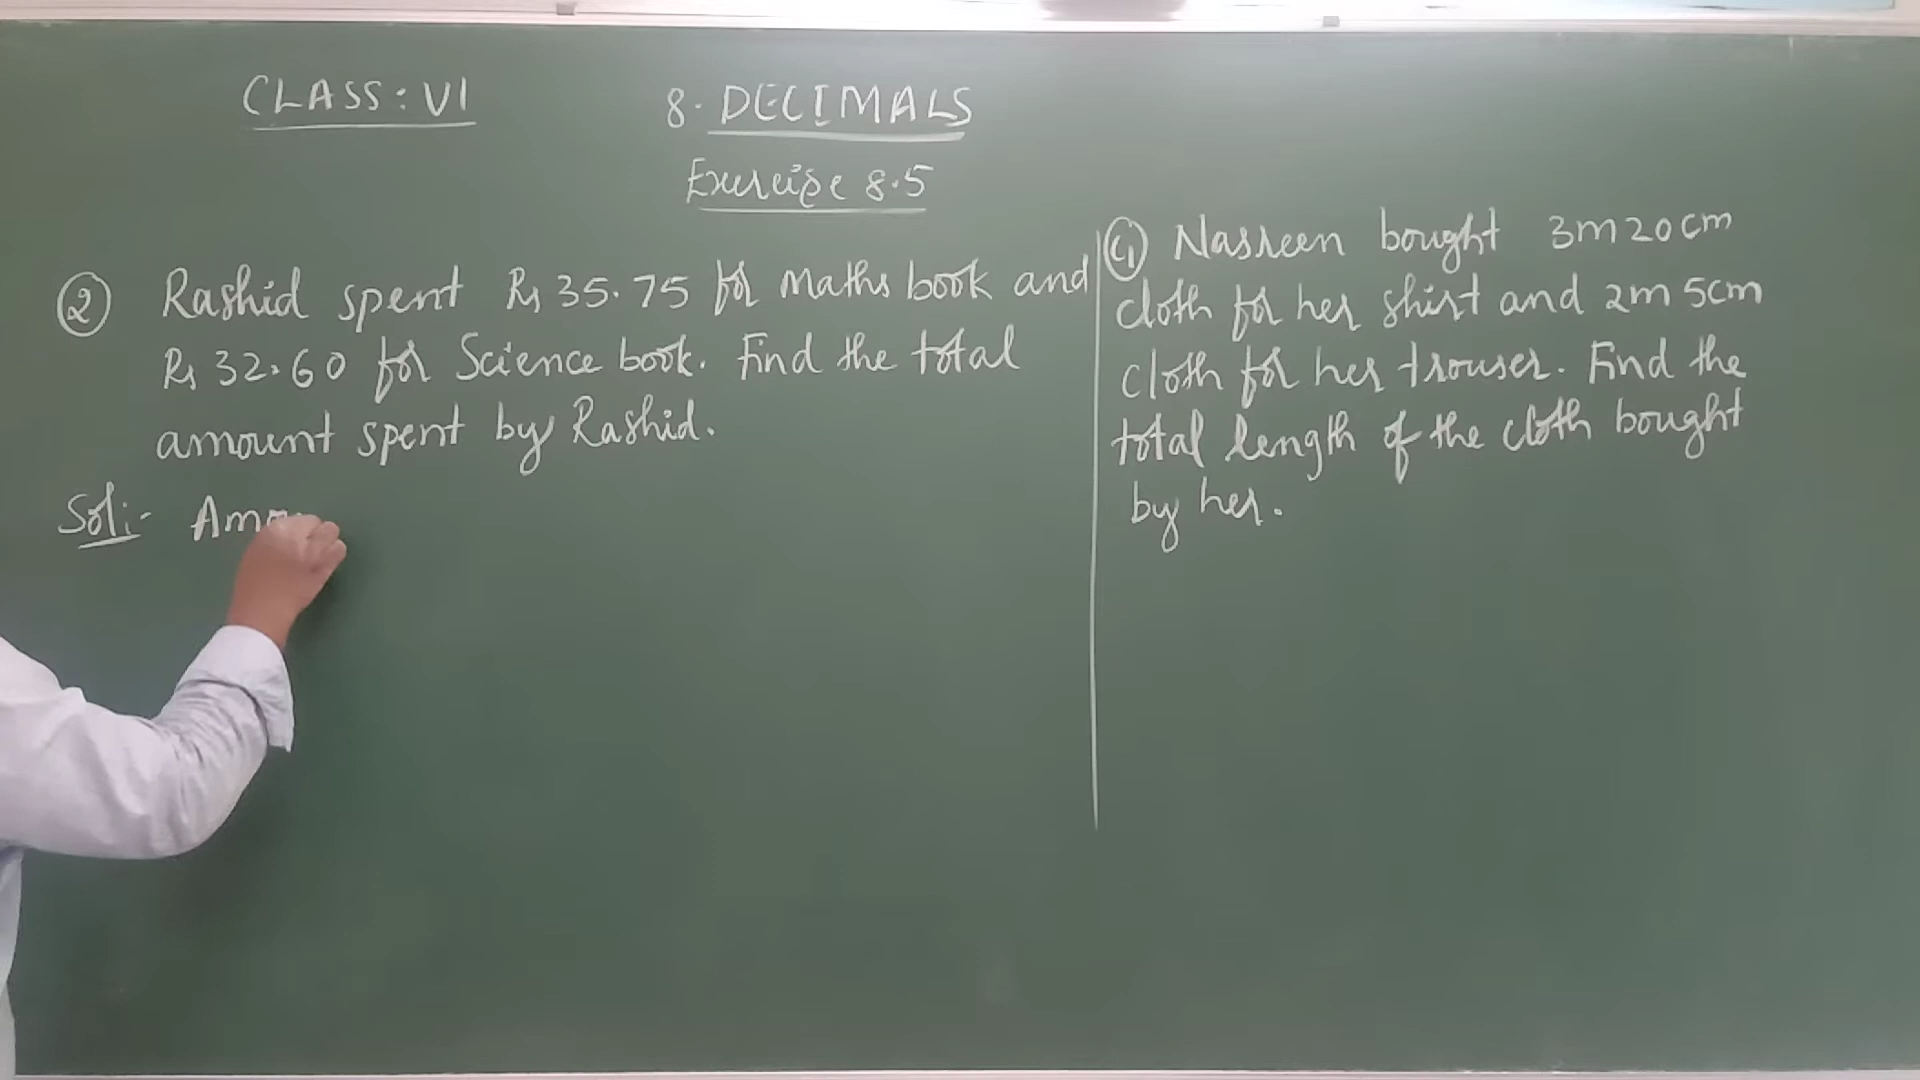 CLASS: VI
8. DECIMALS
Exercise 8.5
② Rashid spent Rs 35.75 for Maths book and
Rs 32.60 for Science book. Find the total
amount spent by Rashid.
Sol:- Amou
④ Nasreen bought 3m 20cm
cloth for her shirt and 2m 5cm
cloth for her trouser. Find the
total length of the cloth bought
by her.